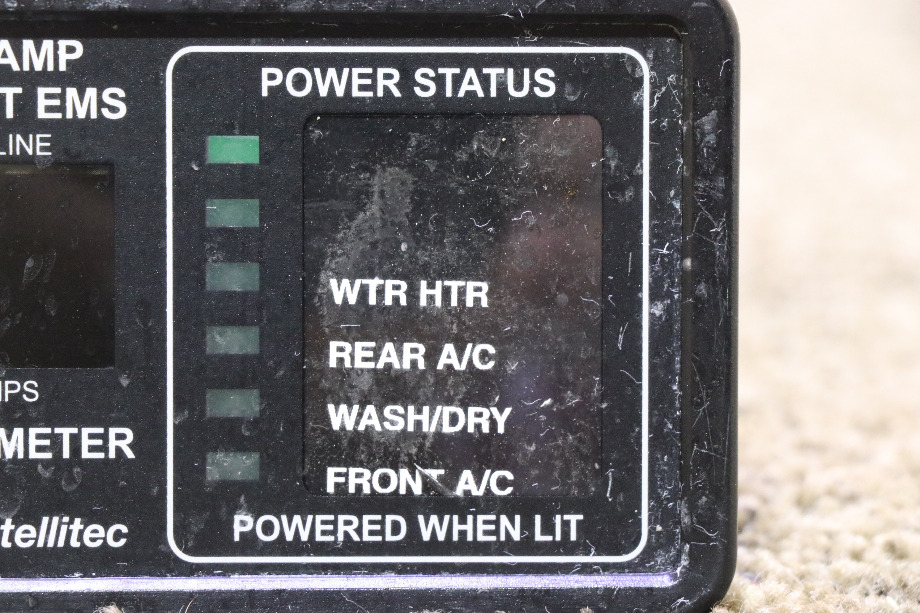 AMP
T EMS
LINE
IPS
METER
tellitec
POWER STATUS
WTR HTR
REAR A/C
WASH/DRY
FRONT A/C
POWERED WHEN LIT